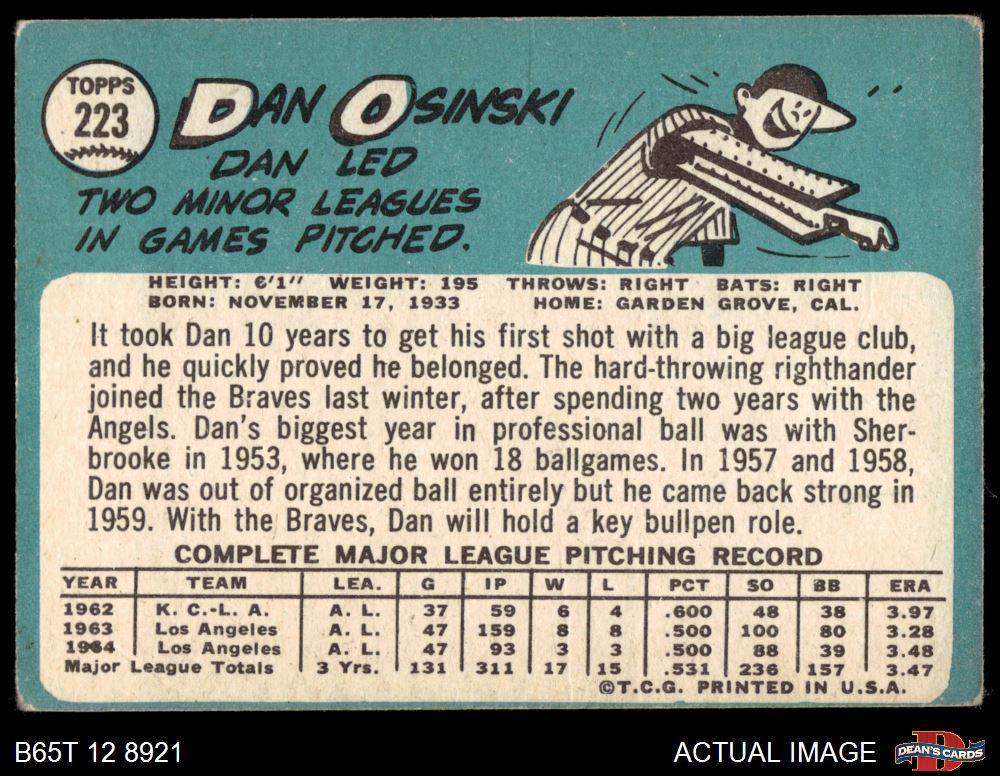 TOPPS
223
DAN OSINSKI
DAN LED
TWO MINOR LEAGUES
IN GAMES PITCHED.
HEIGHT: 6'1" WEIGHT: 195 THROWS: RIGHT BATS: RIGHT
BORN: NOVEMBER 17, 1933 HOME: GARDEN GROVE, CAL.
It took Dan 10 years to get his first shot with a big league club,
and he quickly proved he belonged. The hard-throwing righthander
joined the Braves last winter, after spending two years with the
Angels. Dan's biggest year in professional ball was with Sher-
brooke in 1953, where he won 18 ballgames. In 1957 and 1958,
Dan was out of organized ball entirely but he came back strong in
1959. With the Braves, Dan will hold a key bullpen role.
COMPLETE MAJOR LEAGUE PITCHING RECORD
YEAR TEAM LEA. G IP W L PCT SO BB ERA
1962 K. C.-L. A. A. L. 37 59 6 4 .600 48 38 3.97
1963 Los Angeles A. L. 47 159 8 8 .500 100 80 3.28
1964 Los Angeles A. L. 47 93 3 3 .500 88 39 3.48
Major League Totals 3 Yrs. 131 311 17 15 .531 236 157 3.47
©T.C.G. PRINTED IN U.S.A.
B65T 12 8921 ACTUAL IMAGE DEAN'S CARDS